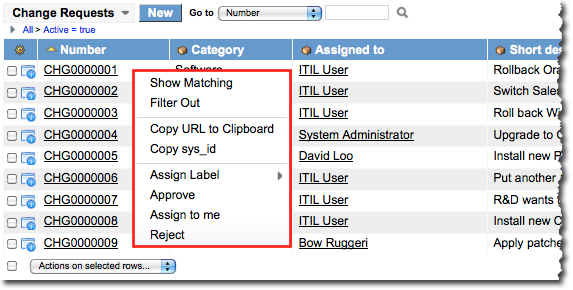 Change Requests New Go to Number
All > Active = true
Number Category Assigned to Short des
CHG0000001 Software ITIL User Rollback Ora
CHG0000002 ITIL User Switch Saler
CHG0000003 ITIL User Roll back Wi
CHG0000004 System Administrator Upgrade to
CHG0000005 David Loo Install new
CHG0000006 ITIL User Put another
CHG0000007 ITIL User R&D wants
CHG0000008 ITIL User Install new
CHG0000009 Bow Ruggeri Apply patche
Show Matching
Filter Out
Copy URL to Clipboard
Copy sys_id
Assign Label
Approve
Assign to me
Reject
Actions on selected rows...